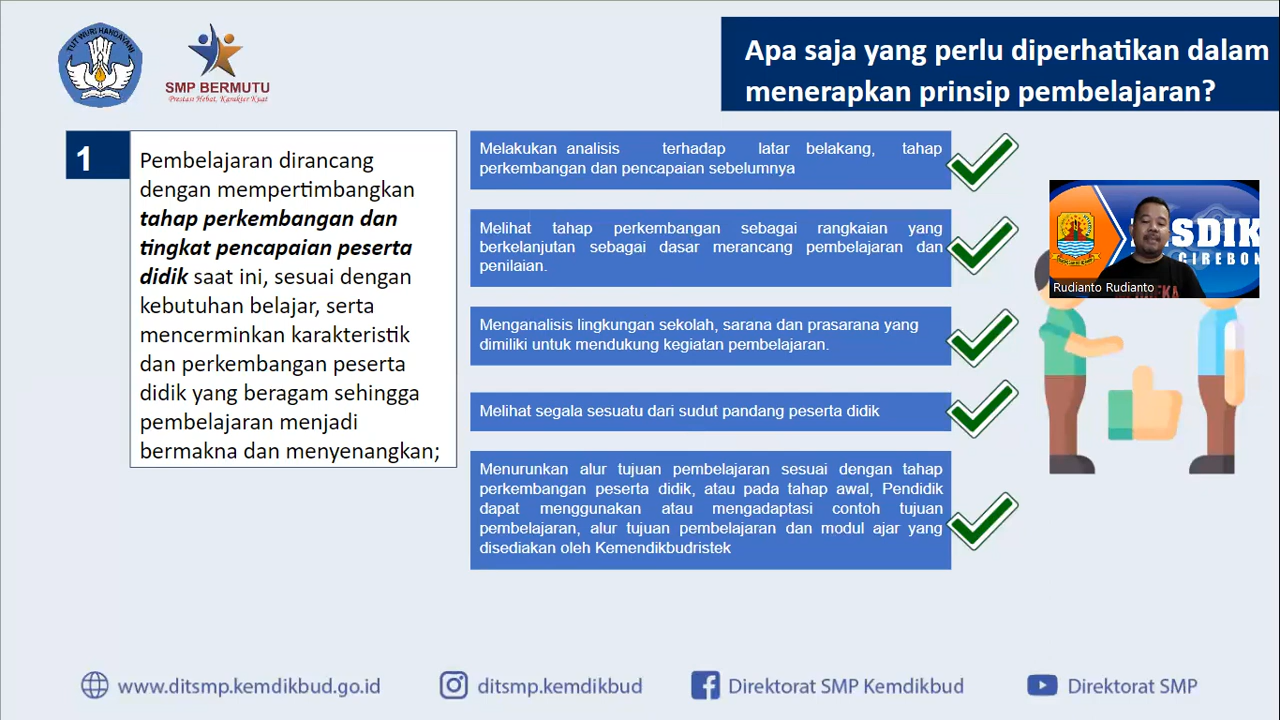 TUT WURI HANDAYANI
SMP BERMUTU
Prestasi Hebat, Karakter Kuat
Apa saja yang perlu diperhatikan dalam
menerapkan prinsip pembelajaran?
1
Pembelajaran dirancang
dengan mempertimbangkan
tahap perkembangan dan
tingkat pencapaian peserta
didik saat ini, sesuai dengan
kebutuhan belajar, serta
mencerminkan karakteristik
dan perkembangan peserta
didik yang beragam sehingga
pembelajaran menjadi
bermakna dan menyenangkan;
Melakukan analisis terhadap latar belakang, tahap
perkembangan dan pencapaian sebelumnya
Melihat tahap perkembangan sebagai rangkaian yang
berkelanjutan sebagai dasar merancang pembelajaran dan
penilaian.
Menganalisis lingkungan sekolah, sarana dan prasarana yang
dimiliki untuk mendukung kegiatan pembelajaran.
Melihat segala sesuatu dari sudut pandang peserta didik
Menurunkan alur tujuan pembelajaran sesuai dengan tahap
perkembangan peserta didik, atau pada tahap awal, Pendidik
dapat menggunakan atau mengadaptasi contoh tujuan
pembelajaran, alur tujuan pembelajaran dan modul ajar yang
disediakan oleh Kemendikbudristek
SDIK
CIREBON
Rudianto Rudianto
www.ditsmp.kemdikbud.go.id
ditsmp.kemdikbud
Direktorat SMP Kemdikbud
Direktorat SMP